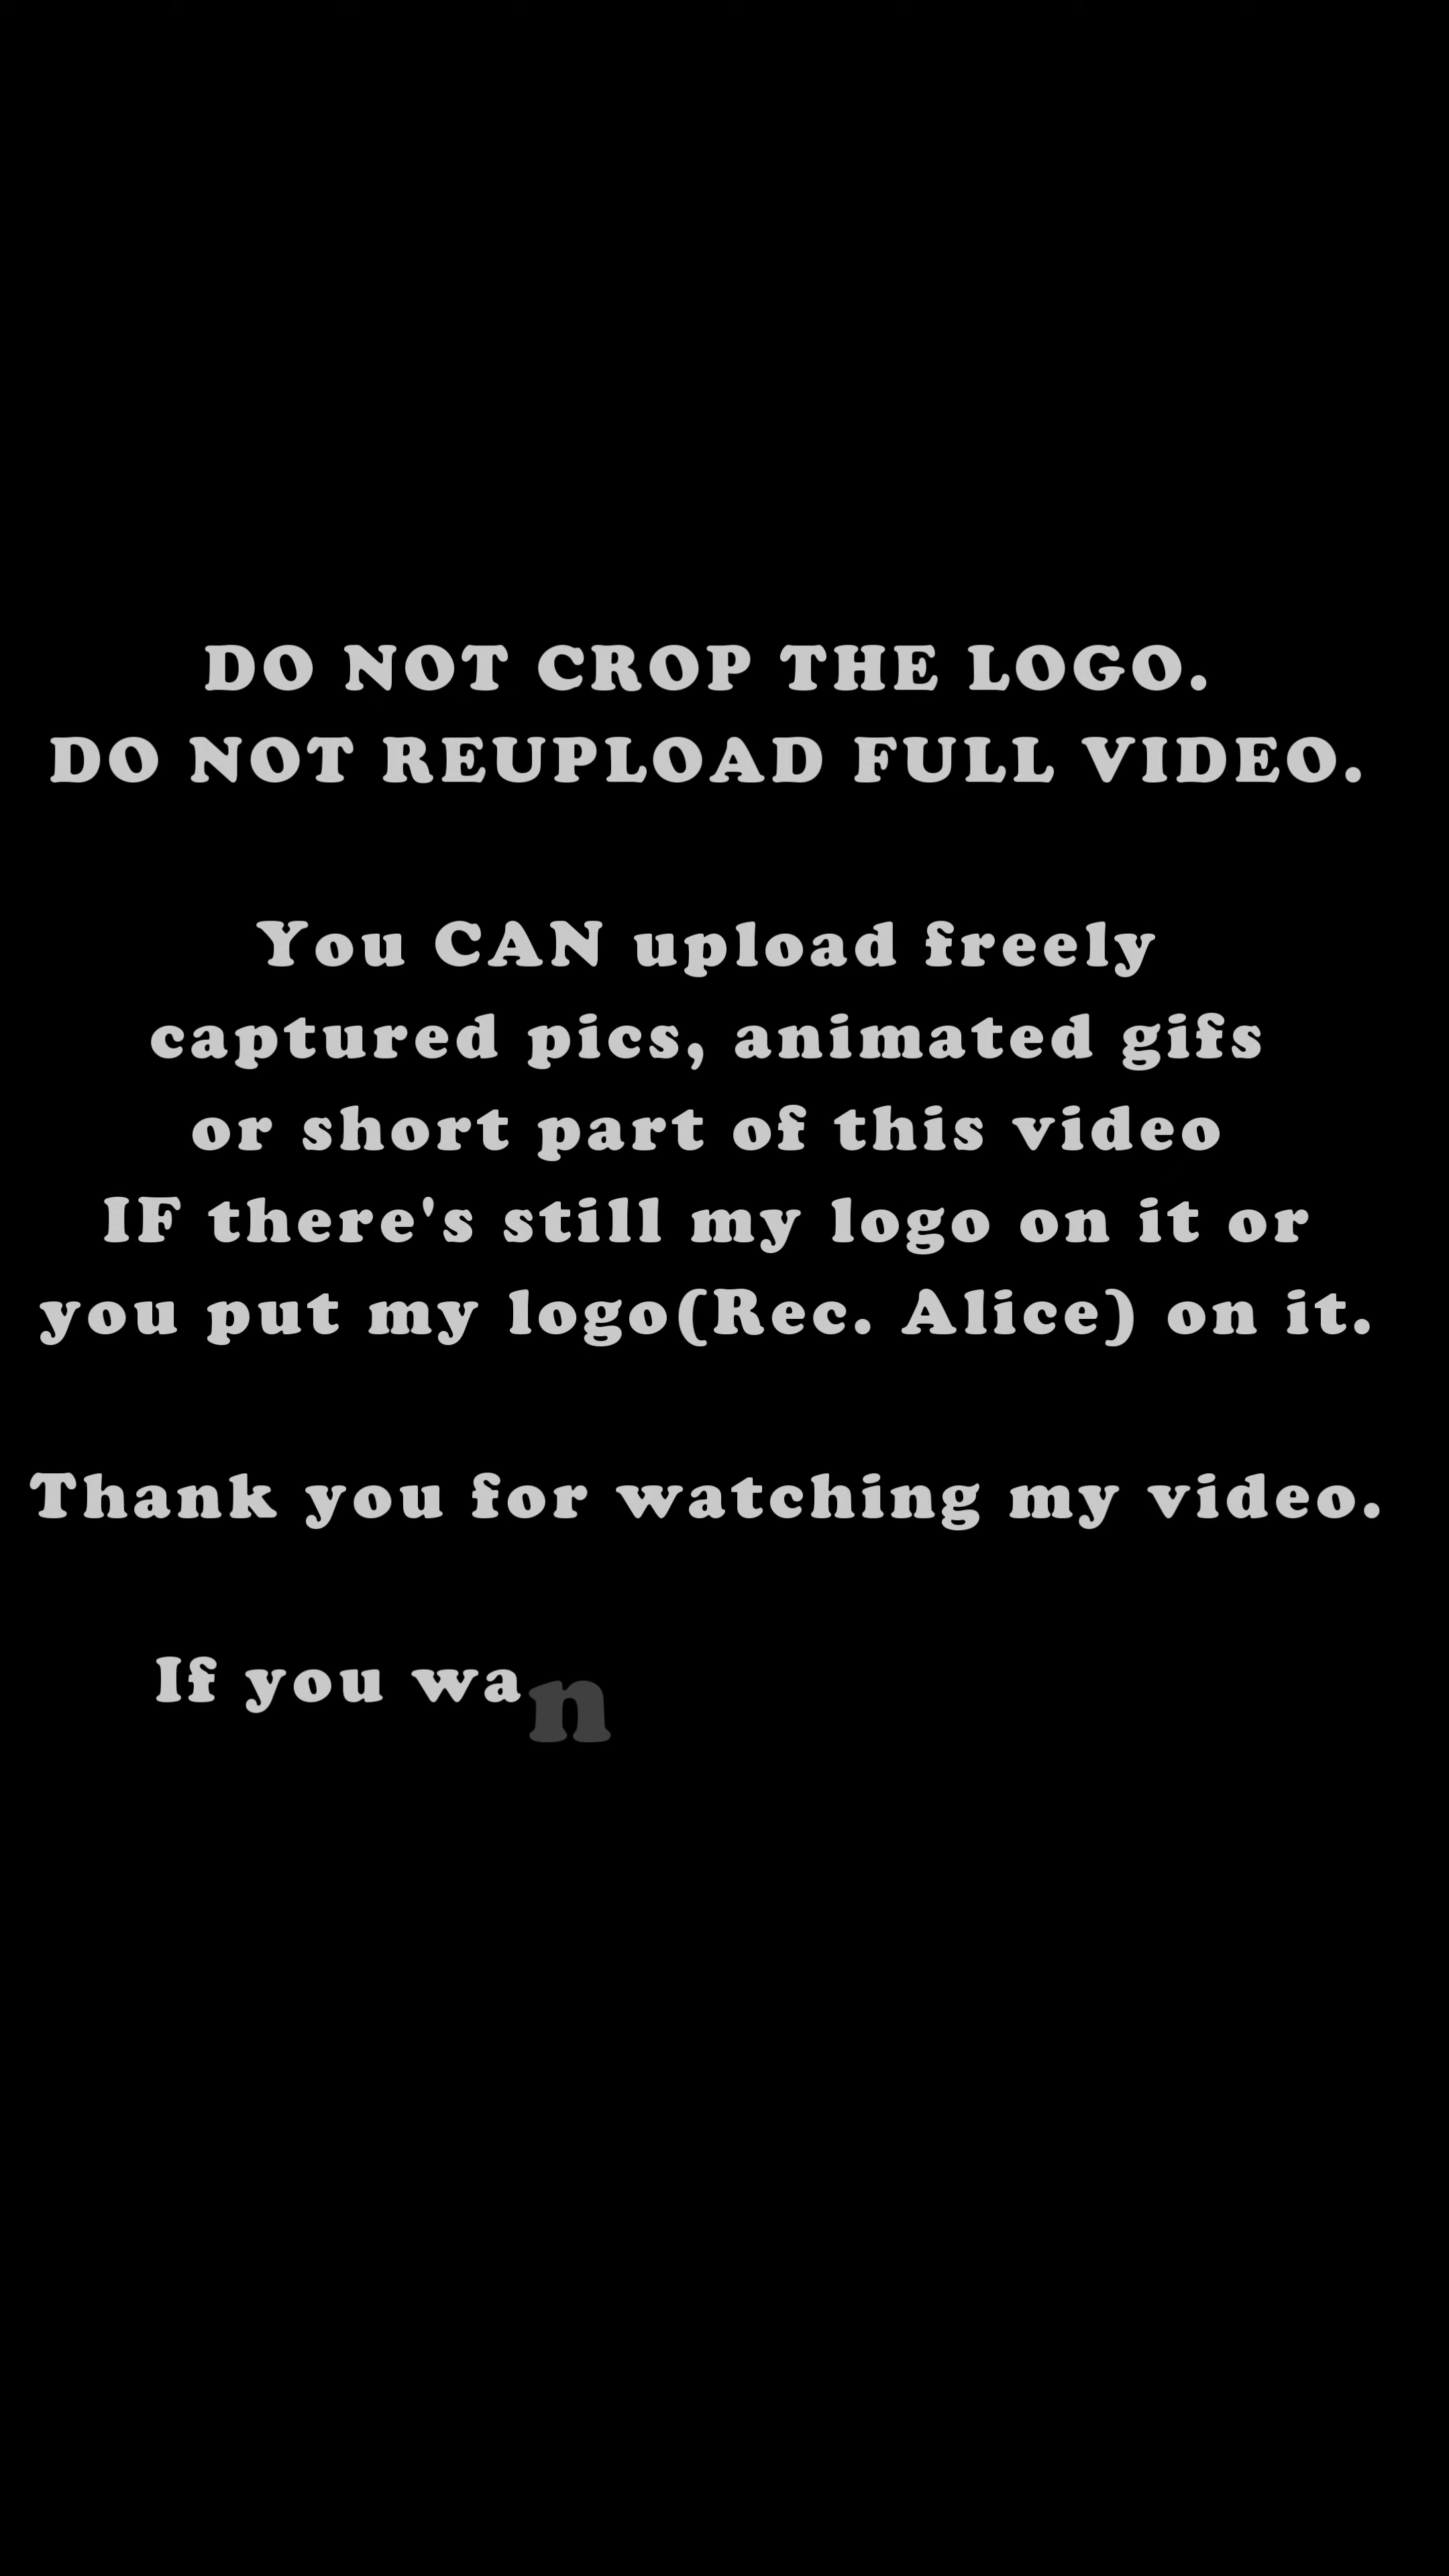 DO NOT CROP THE LOGO.
DO NOT REUPLOAD FULL VIDEO.
You CAN upload freely
captured pics, animated gifs
or short part of this video
IF there's still my logo on it or
you put my logo(Rec. Alice) on it.
Thank you for watching my video.
If you wan